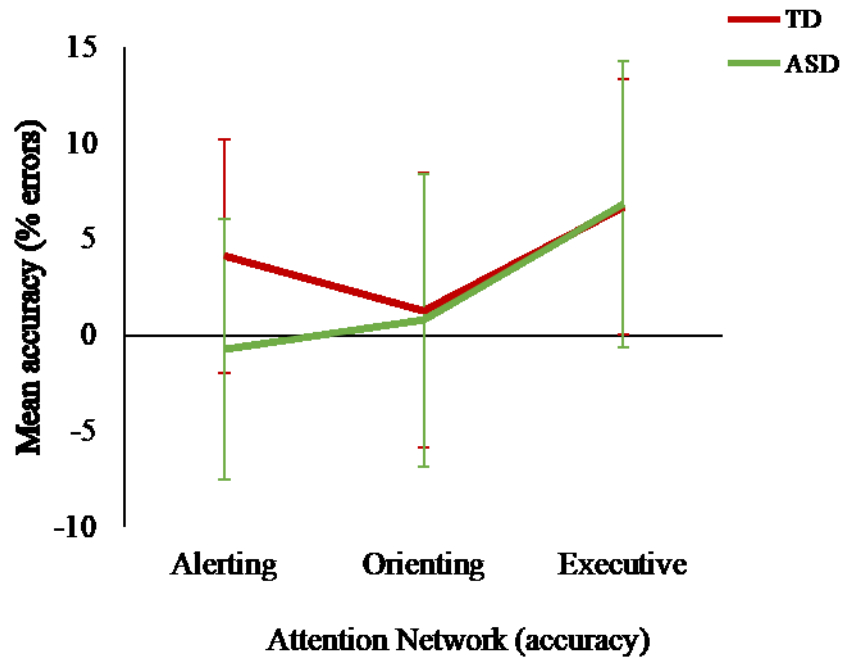 TD
ASD
15
10
5
0
-5
-10
Mean accuracy (% errors)
Alerting Orienting Executive
Attention Network (accuracy)